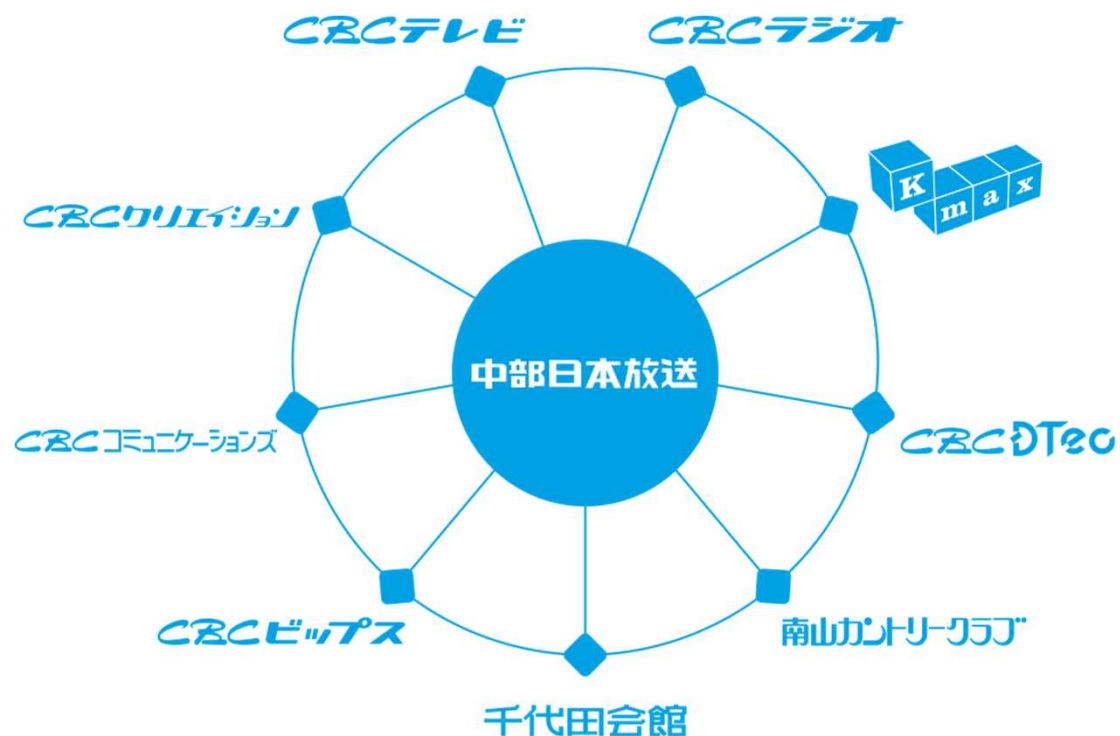 CBCテレビ
CBCラジオ
Kmax
CBCクリエイション
中部日本放送
CBCコミュニケーションズ
CBC DTec
CBCビップス
南山カントリークラブ
千代田会館